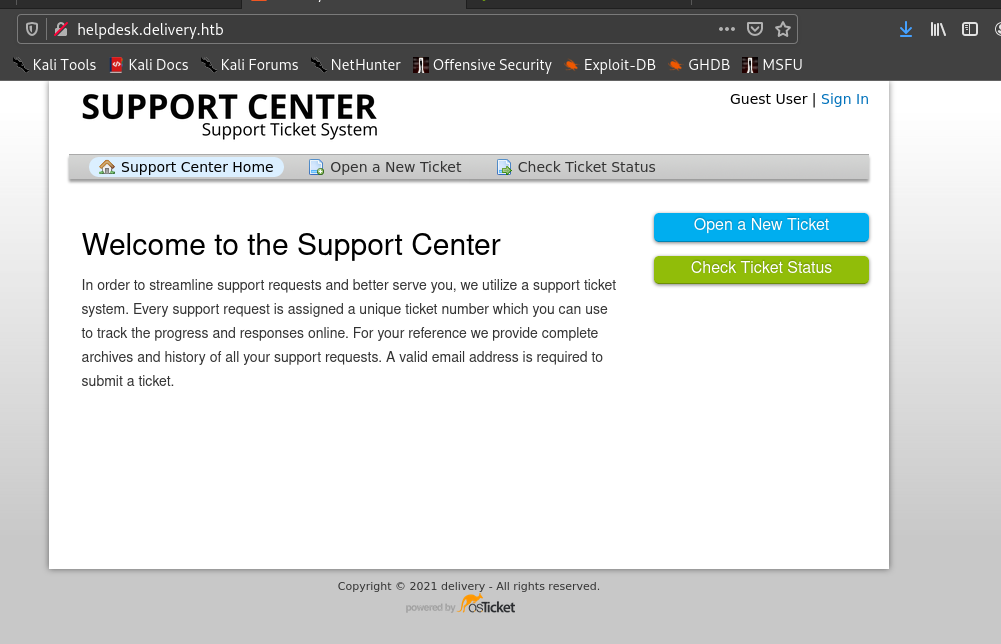 helpdesk.delivery.htb
Kali Tools Kali Docs Kali Forums NetHunter Offensive Security Exploit-DB GHDB MSFU
SUPPORT CENTER
Support Ticket System
Guest User | Sign In
Support Center Home Open a New Ticket Check Ticket Status
Welcome to the Support Center
In order to streamline support requests and better serve you, we utilize a support ticket
system. Every support request is assigned a unique ticket number which you can use
to track the progress and responses online. For your reference we provide complete
archives and history of all your support requests. A valid email address is required to
submit a ticket.
Open a New Ticket
Check Ticket Status
Copyright © 2021 delivery - All rights reserved.
powered by osTicket